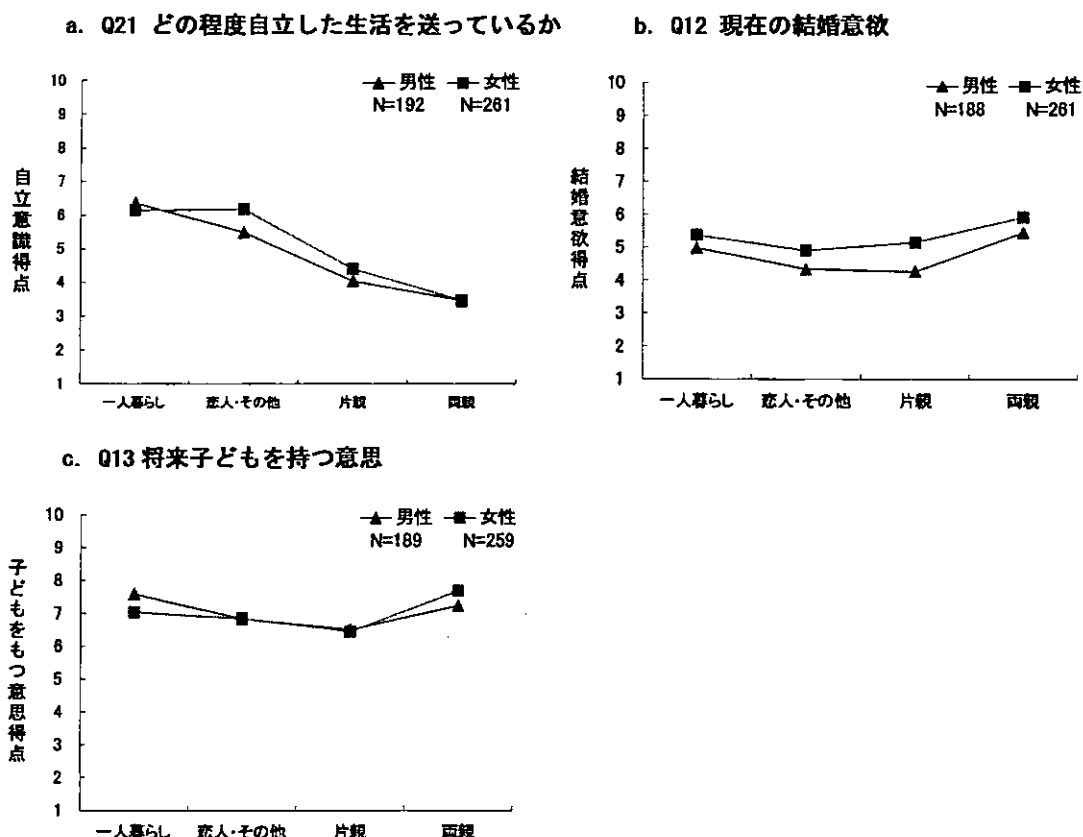 a. Q21 どの程度自立した生活を送っているか
b. Q12 現在の結婚意欲
男性 女性
N=192 N=261
10
9
8
7
6
5
4
3
2
1
自立意識得点
一人暮らし 恋人・その他 片親 両親
男性 女性
N=188 N=261
10
9
8
7
6
5
4
3
2
1
結婚意欲得点
一人暮らし 恋人・その他 片親 両親
c. Q13 将来子どもを持つ意思
男性 女性
N=189 N=259
10
9
8
7
6
5
4
3
2
1
子どもをもつ意思得点
一人暮らし 恋人・その他 片親 両親